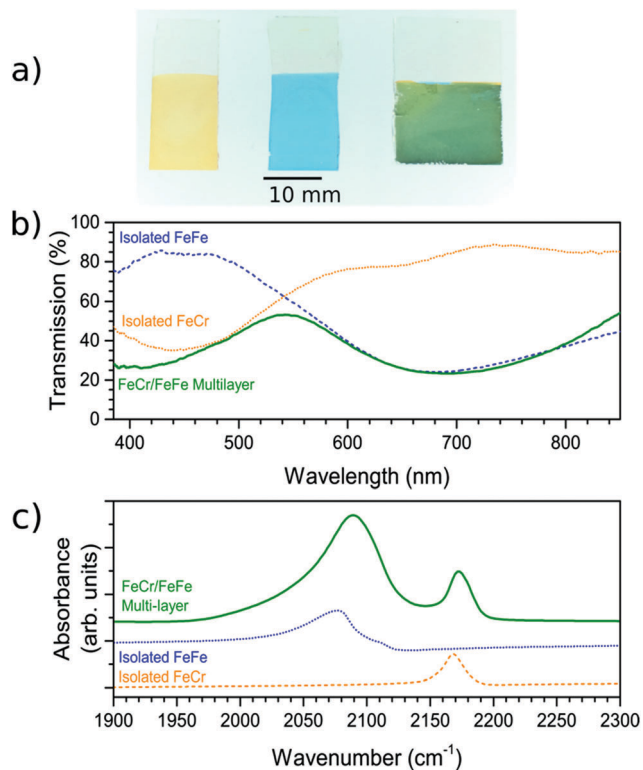 a)
10 mm
b)
Transmission (%)
100
80
60
40
20
0
Isolated FeFe
Isolated FeCr
FeCr/FeFe Multilayer
400
500
600
700
800
Wavelength (nm)
c)
Absorbance
(arb. units)
FeCr/FeFe
Multi-layer
Isolated FeFe
Isolated FeCr
1900
1950
2000
2050
2100
2150
2200
2250
2300
Wavenumber (cm⁻¹)